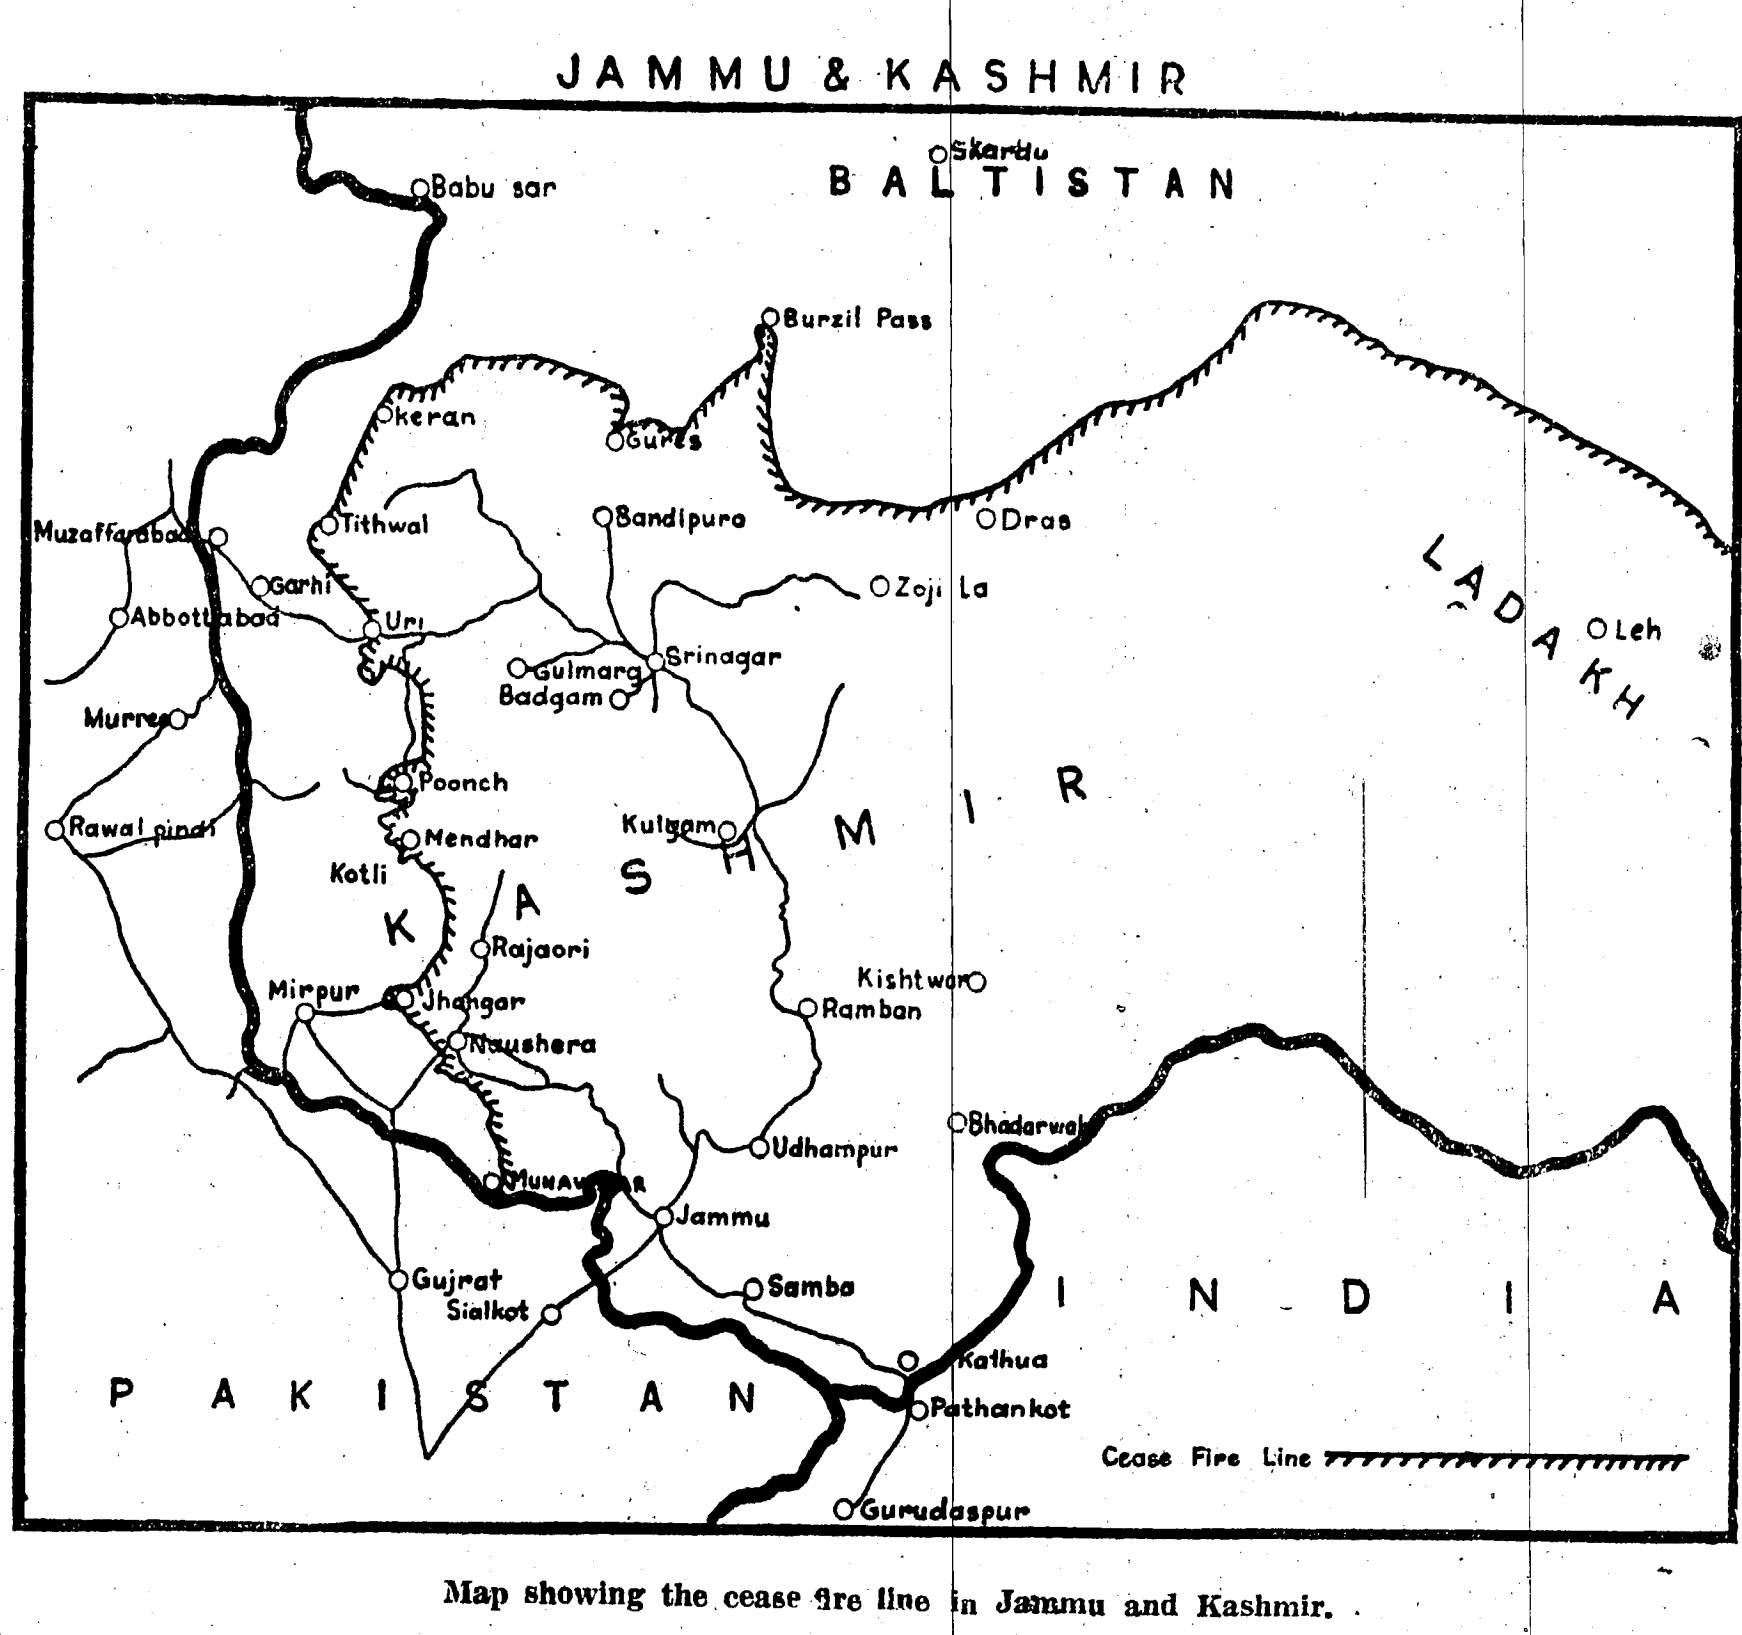 JAMMU & KASHMIR
Skardu
BALTISTAN
Babu sar
Burzil Pass
keran
Gures
Tithwal
Bandipura
Dras
Muzaffarabad
Garhi
Zoji La
LADAKH
Abbottabad
Uri
Leh
Gulmarg
Srinagar
Badgam
Murree
Poonch
Rawal pindi
Mendhar
Kulgam
Kotli
KASHMIR
Rajaori
Kishtwar
Mirpur
Jhangar
Ramban
Naushera
Bhadarwah
Udhampur
MUNAWAR
Jammu
Gujrat
Samba
INDIA
Sialkot
Kathua
PAKISTAN
Pathankot
Cease Fire Line
Gurudaspur
Map showing the cease fire line in Jammu and Kashmir.